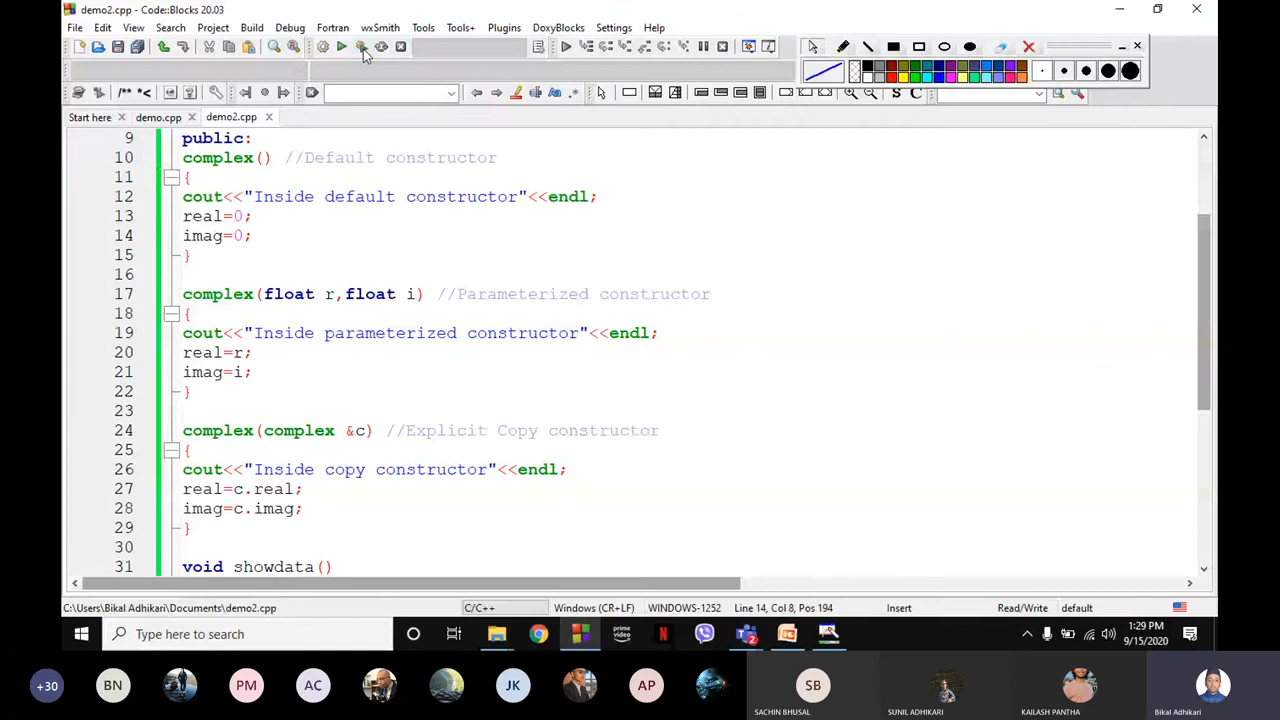 demo2.cpp - Code::Blocks 20.03
File Edit View Search Project Build Debug Fortran wxSmith Tools Tools+ Plugins DoxyBlocks Settings Help
/** *<
S C
Start here demo.cpp demo2.cpp
9 public:
10 complex() //Default constructor
11 {
12 cout<<"Inside default constructor"<<endl;
13 real=0;
14 imag=0;
15 }
16
17 complex(float r,float i) //Parameterized constructor
18 {
19 cout<<"Inside parameterized constructor"<<endl;
20 real=r;
21 imag=i;
22 }
23
24 complex(complex &c) //Explicit Copy constructor
25 {
26 cout<<"Inside copy constructor"<<endl;
27 real=c.real;
28 imag=c.imag;
29 }
30
31 void showdata()
C:\Users\Bikal Adhikari\Documents\demo2.cpp C/C++ Windows (CR+LF) WINDOWS-1252 Line 14, Col 8, Pos 194 Insert Read/Write default
Type here to search
prime video
1:29 PM
9/15/2020
+30 BN PM AC JK AP SB
SACHIN BHUSAL SUNIL ADHIKARI KAILASH PANTHA Bikal Adhikari